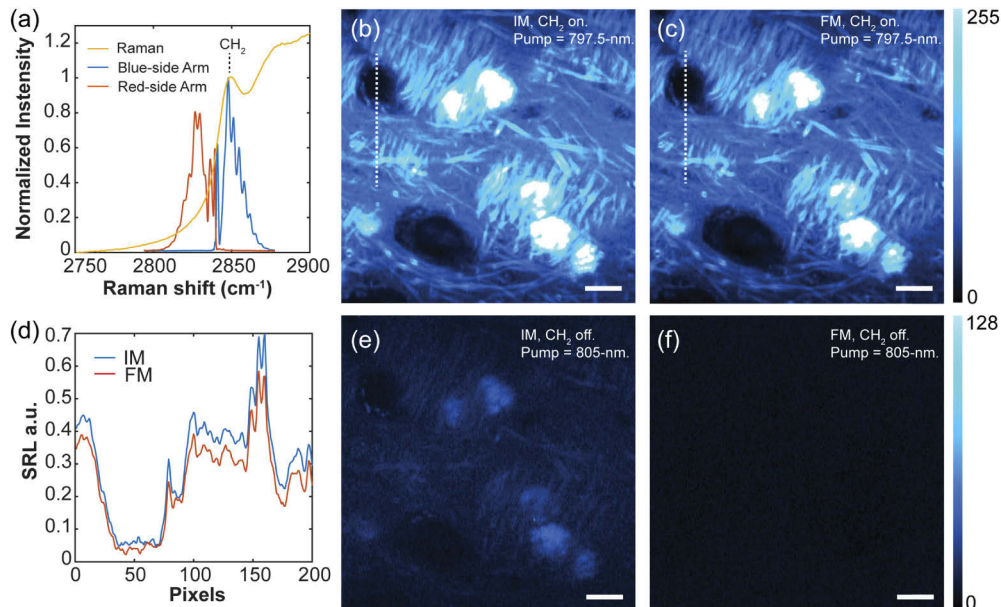 (a)
Normalized Instensity
1.2
1
0.8
0.6
0.4
0.2
0
CH₂
Raman
Blue-side Arm
Red-side Arm
2750 2800 2850 2900
Raman shift (cm⁻¹)
(b)
IM, CH₂ on.
Pump = 797.5-nm.
(c)
FM, CH₂ on.
Pump = 797.5-nm.
255
0
(d)
SRL a.u.
0.7
0.6
0.5
0.4
0.3
0.2
0.1
0
IM
FM
0 50 100 150 200
Pixels
(e)
IM, CH₂ off.
Pump = 805-nm.
(f)
FM, CH₂ off.
Pump = 805-nm.
128
0